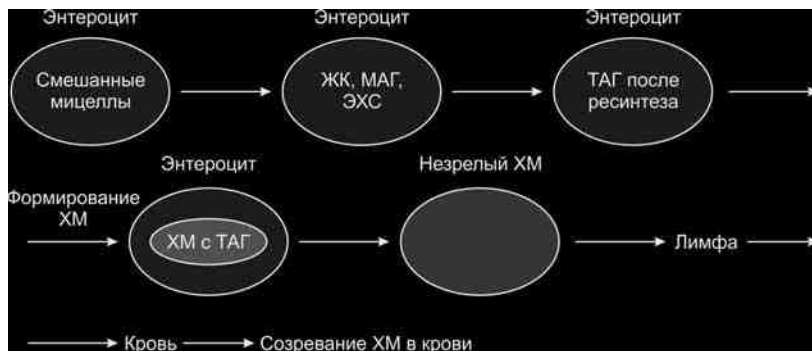 Энтероцит Энтероцит Энтероцит
Смешанные
мицеллы
ЖК, МАГ,
ЭХС
ТАГ после
ресинтеза
Энтероцит Незрелый ХМ
Формирование
ХМ
ХМ с ТАГ
Лимфа
Кровь Созревание ХМ в крови